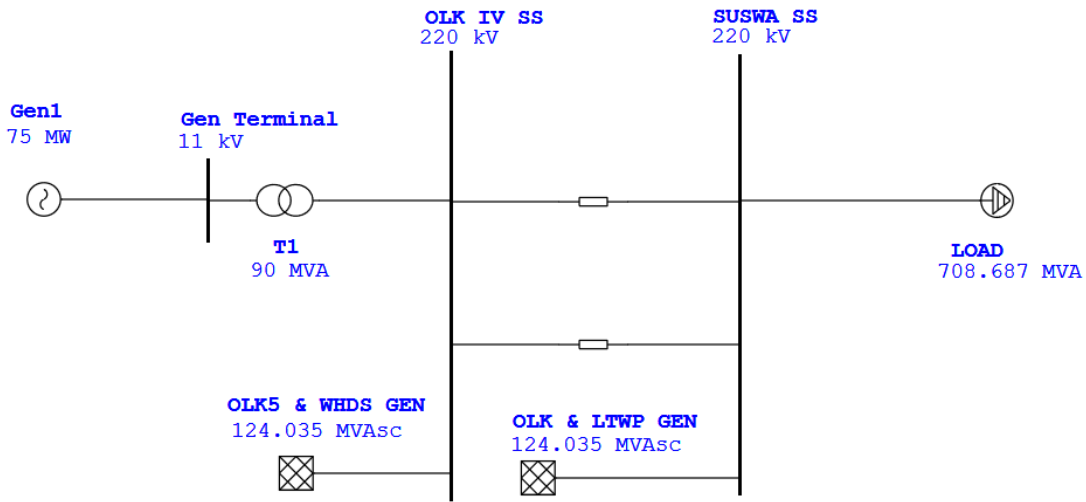 OLK IV SS
220 kV
SUSWA SS
220 kV
Gen1
75 MW
Gen Terminal
11 kV
T1
90 MVA
LOAD
708.687 MVA
OLK5 & WHDS GEN
124.035 MVAsc
OLK & LTWP GEN
124.035 MVAsc